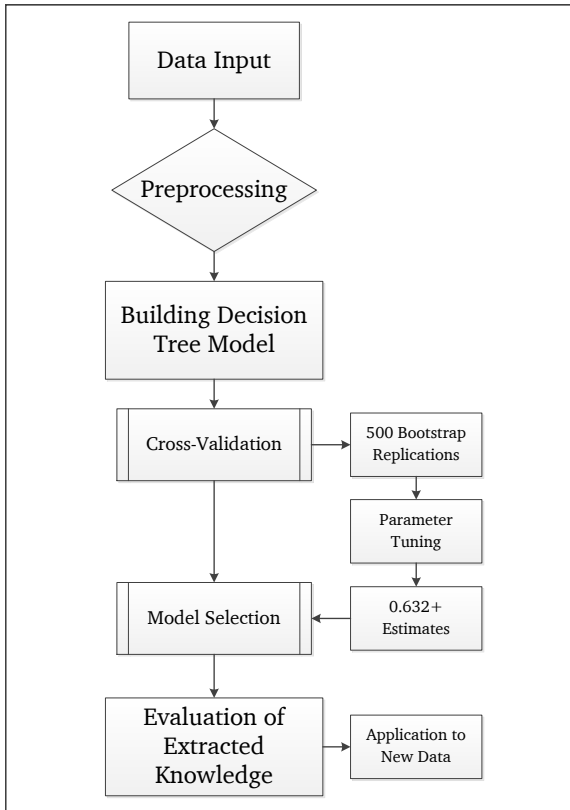 Data Input
Preprocessing
Building Decision
Tree Model
Cross-Validation
500 Bootstrap
Replications
Parameter
Tuning
0.632+
Estimates
Model Selection
Evaluation of
Extracted
Knowledge
Application to
New Data